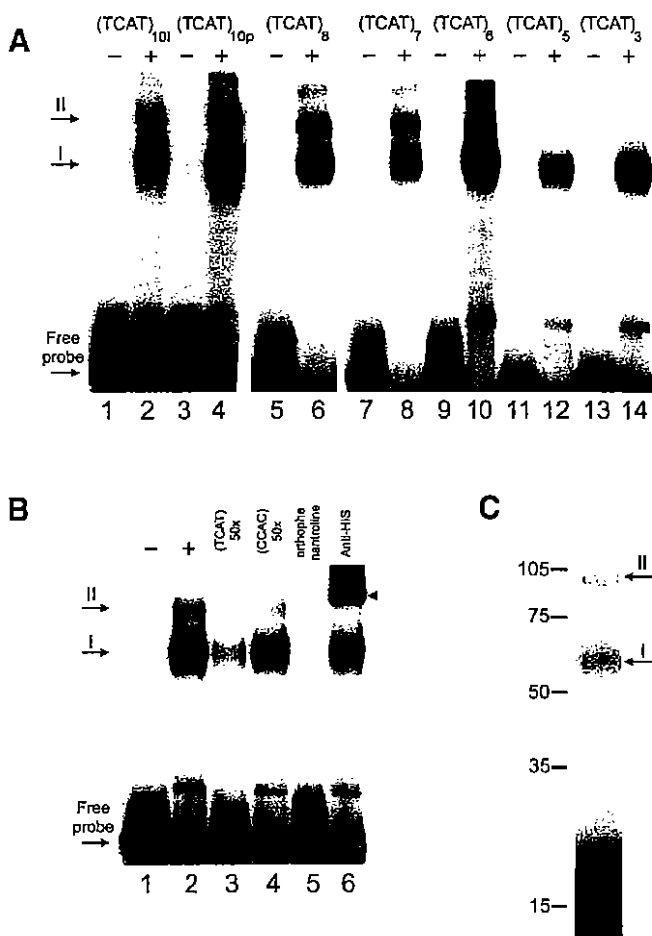 A
(TCAT)10l (TCAT)10p (TCAT)8 (TCAT)7 (TCAT)6 (TCAT)5 (TCAT)3
− + − + − + − + − + − + − +
II
I
Free
probe
1 2 3 4 5 6 7 8 9 10 11 12 13 14
B
− + (TCAT) 50x (CCAC) 50x orthophe nantroline Anti-HIS
II
I
Free
probe
1 2 3 4 5 6
C
105
II
75
I
50
35
15